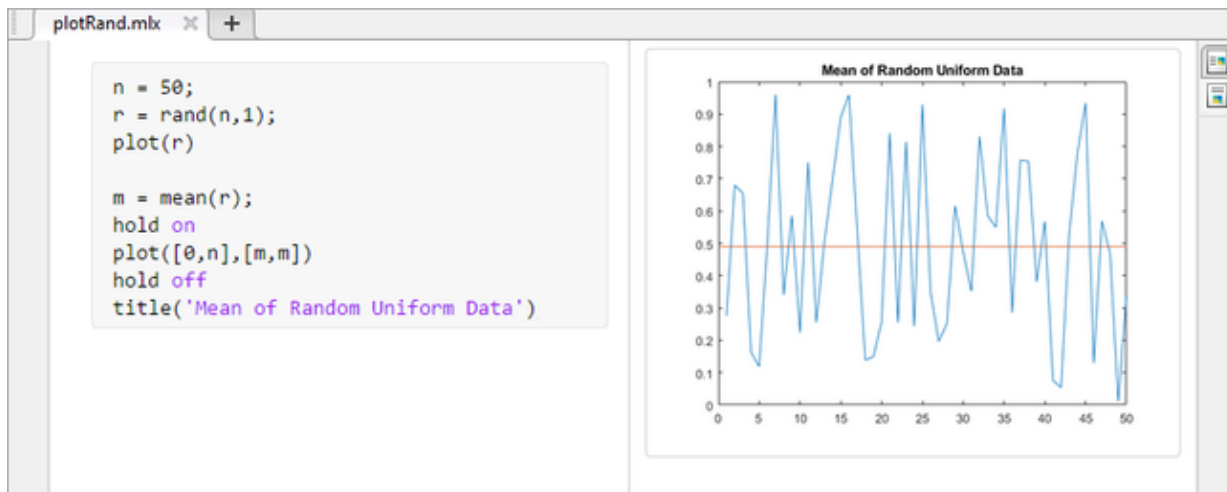 plotRand.mlx
n = 50;
r = rand(n,1);
plot(r)
m = mean(r);
hold on
plot([0,n],[m,m])
hold off
title('Mean of Random Uniform Data')
Mean of Random Uniform Data
1
0.9
0.8
0.7
0.6
0.5
0.4
0.3
0.2
0.1
0
0 5 10 15 20 25 30 35 40 45 50